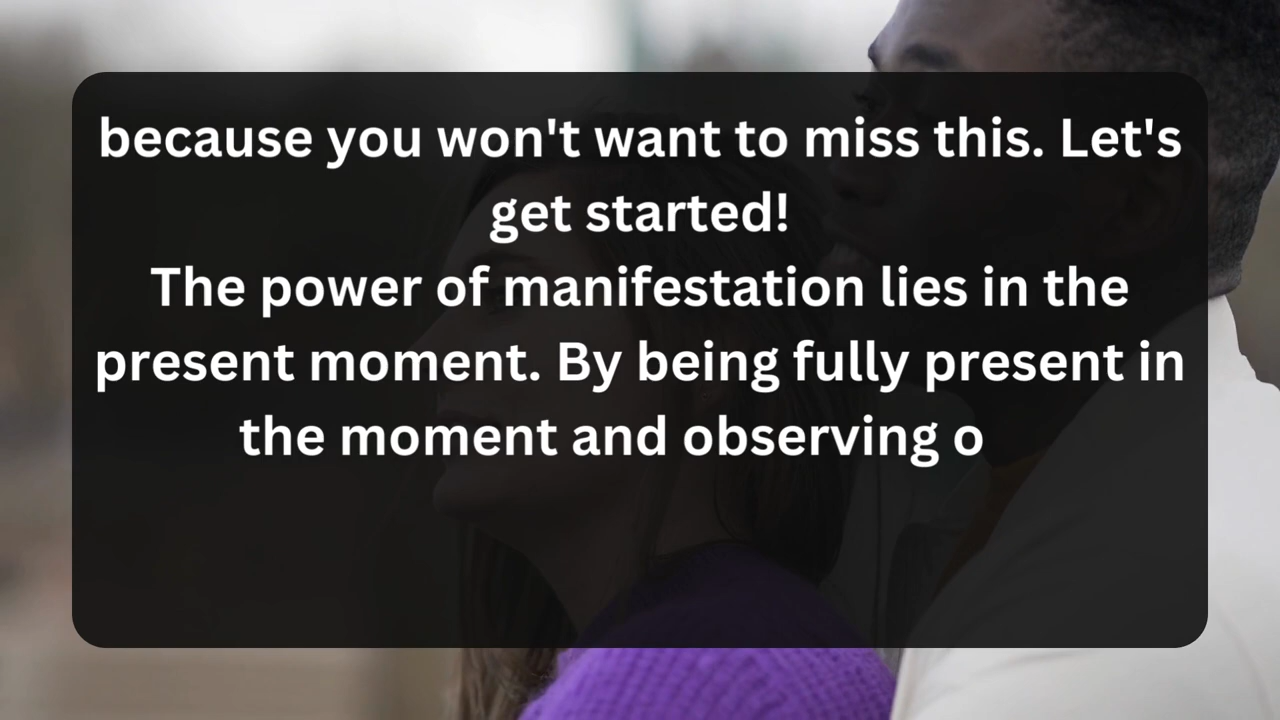 because you won't want to miss this. Let's
get started!
The power of manifestation lies in the
present moment. By being fully present in
the moment and observing o